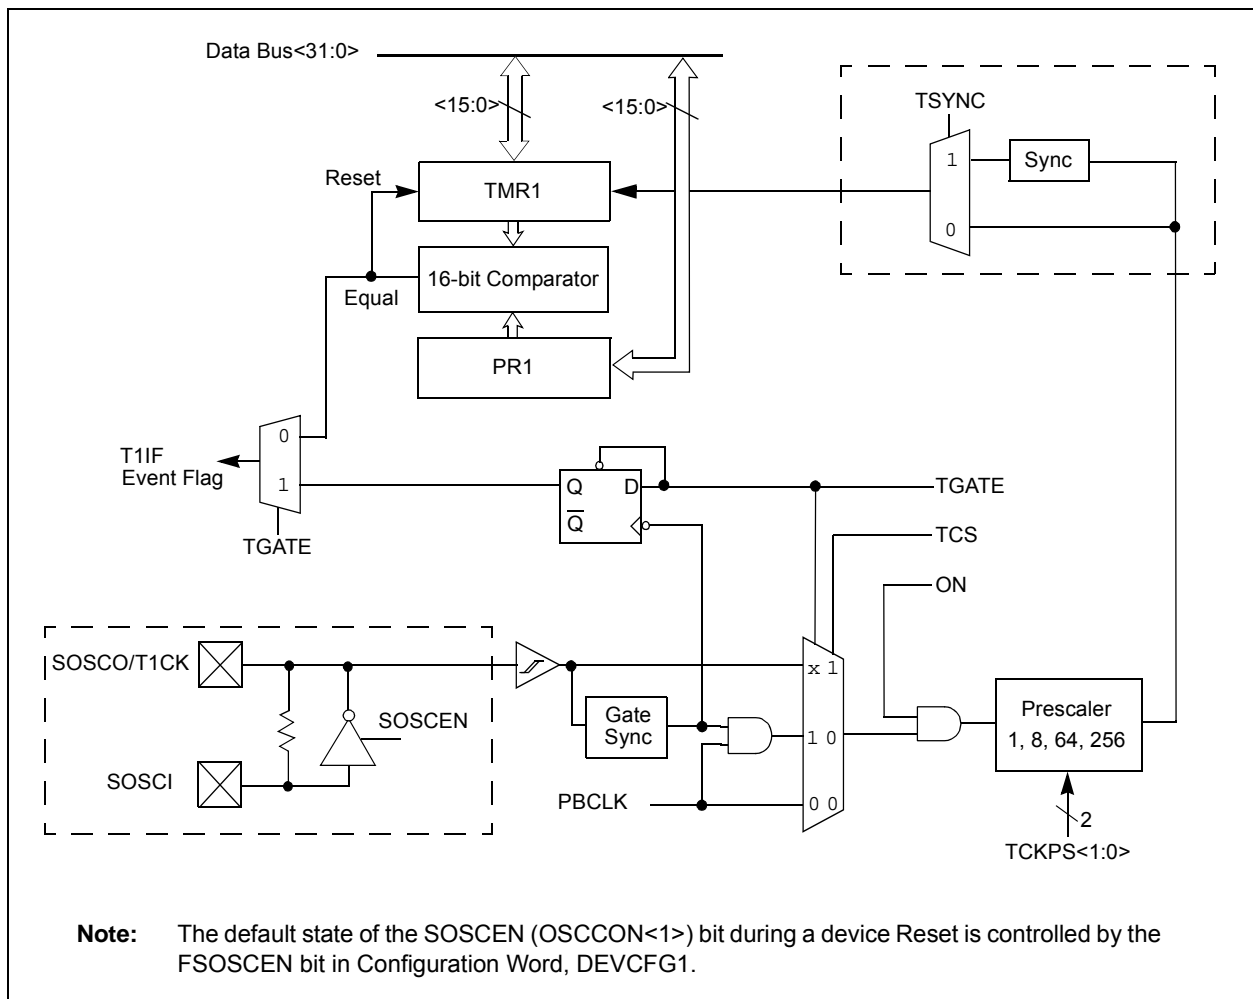 Data Bus<31:0>
<15:0>
<15:0>
TSYNC
1
Sync
0
Reset
TMR1
Equal
16-bit Comparator
PR1
0
T1IF
Event Flag
1
TGATE
Q
D
Q
TGATE
TCS
ON
SOSCO/T1CK
SOSCEN
SOSCI
x 1
Gate
Sync
1 0
PBCLK
0 0
Prescaler
1, 8, 64, 256
2
TCKPS<1:0>
Note: The default state of the SOSCEN (OSCCON<1>) bit during a device Reset is controlled by the
FSOSCEN bit in Configuration Word, DEVCFG1.